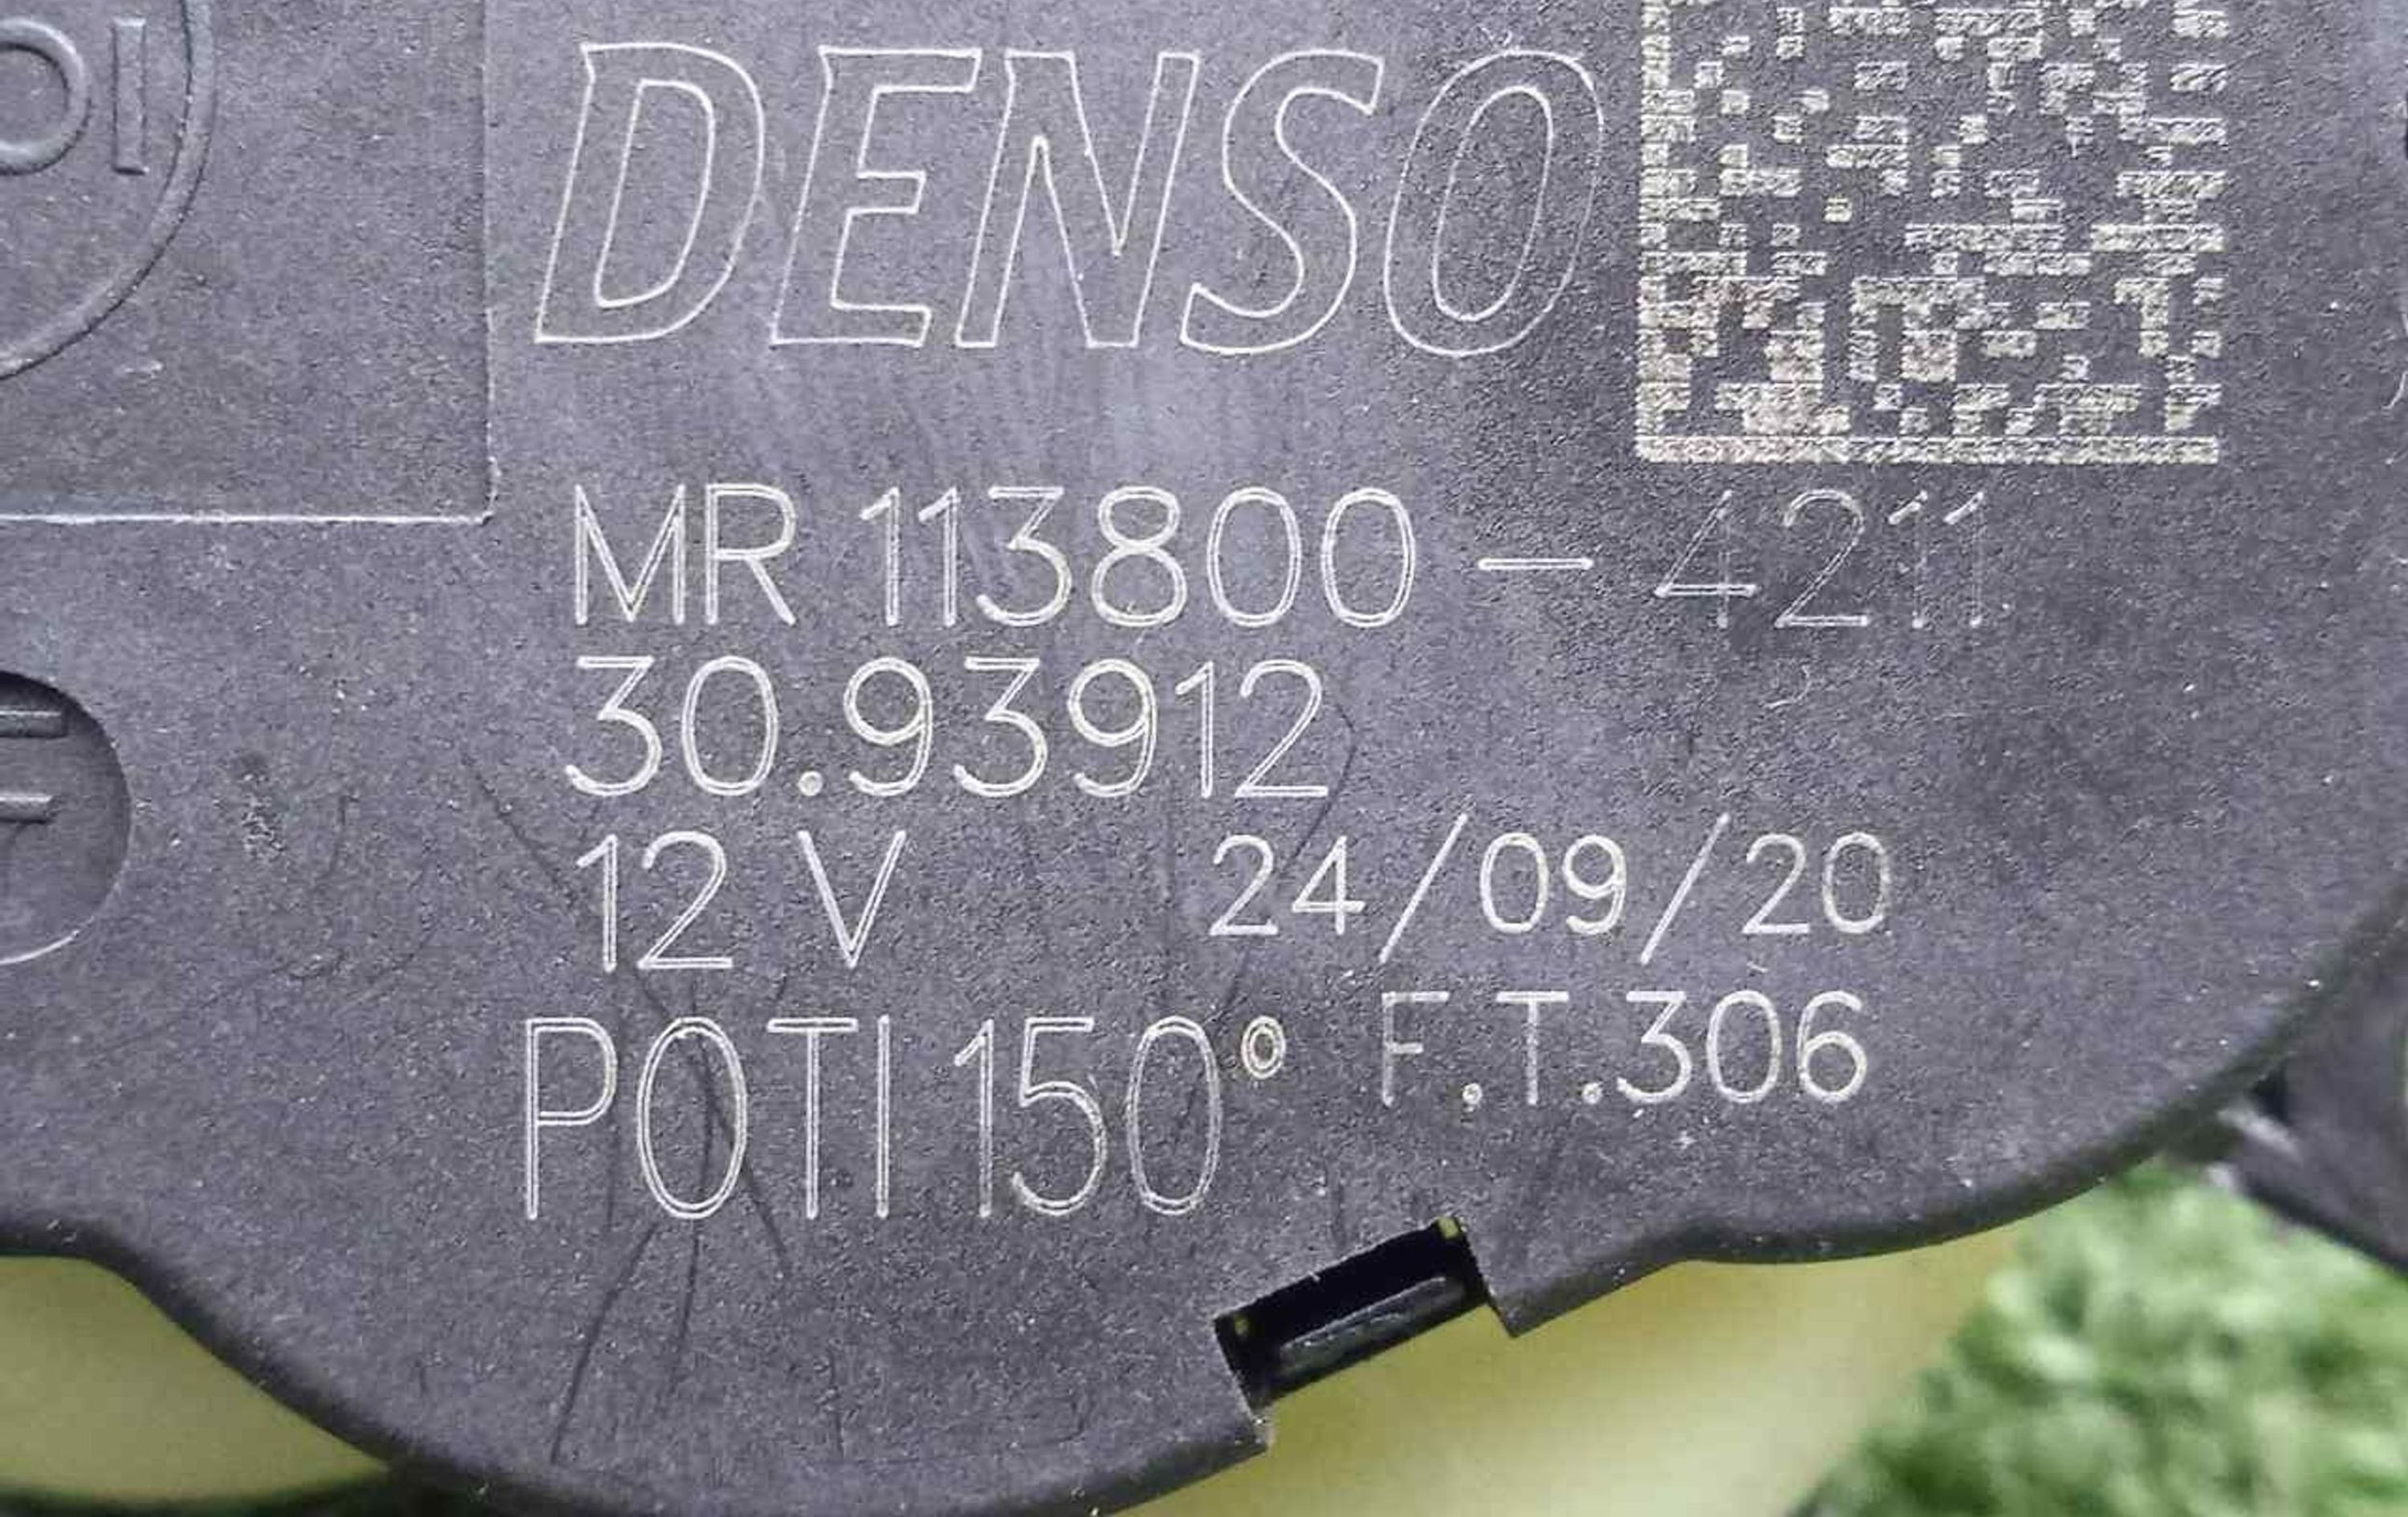 DENSO
MR 113800 - 4211
30.93912
12 V 24/09/20
POTI 150° F.T.306